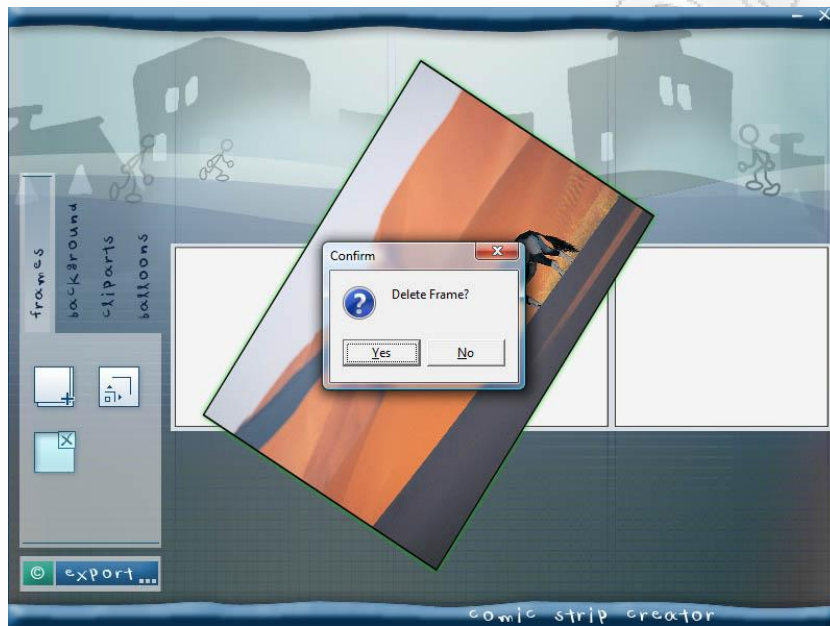 frames
background
cliparts
balloons
Confirm
Delete Frame?
Yes
No
© export...
comic strip creator